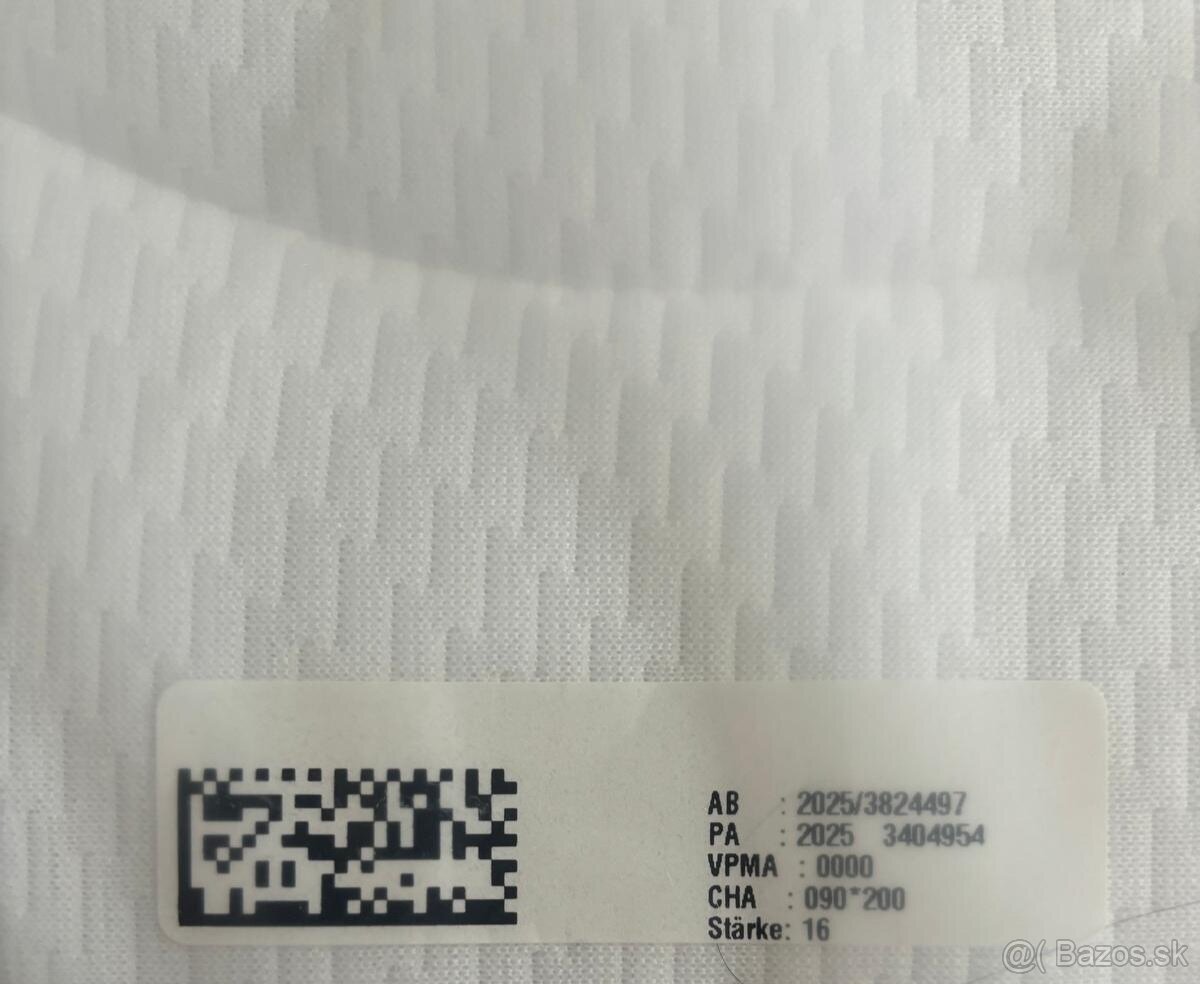 AB : 2025/3824497
PA : 2025 3404954
VPMA : 0000
CHA : 090*200
Stärke: 16
@( Bazos.sk